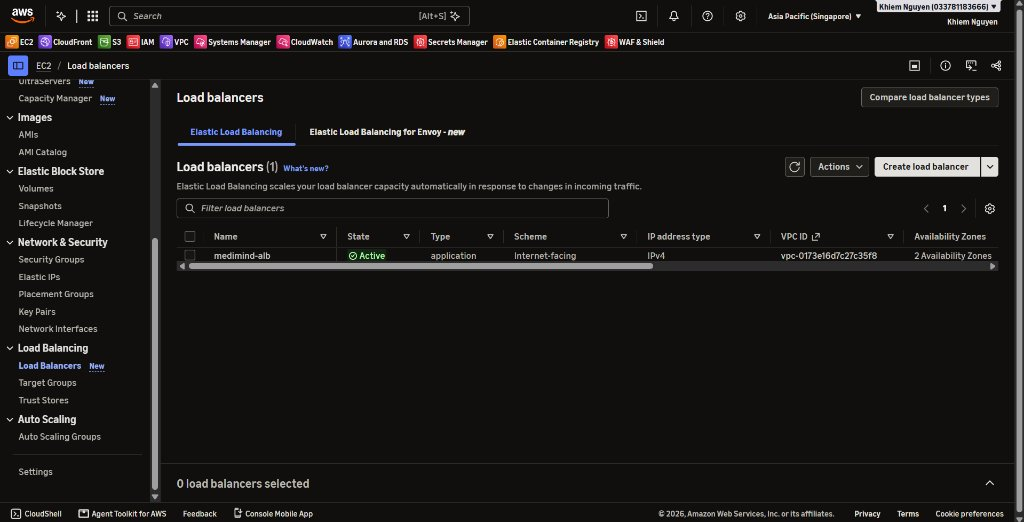 aws
Search
[Alt+S]
Asia Pacific (Singapore)
Khiem Nguyen (033781183666)
Khiem Nguyen
EC2 CloudFront S3 IAM VPC Systems Manager CloudWatch Aurora and RDS Secrets Manager Elastic Container Registry WAF & Shield
EC2 / Load balancers
UltraServers New
Capacity Manager New
Images
AMIs
AMI Catalog
Elastic Block Store
Volumes
Snapshots
Lifecycle Manager
Network & Security
Security Groups
Elastic IPs
Placement Groups
Key Pairs
Network Interfaces
Load Balancing
Load Balancers New
Target Groups
Trust Stores
Auto Scaling
Auto Scaling Groups
Settings
Load balancers
Compare load balancer types
Elastic Load Balancing
Elastic Load Balancing for Envoy - new
Load balancers (1) What's new?
Actions
Create load balancer
Elastic Load Balancing scales your load balancer capacity automatically in response to changes in incoming traffic.
Filter load balancers
1
Name State Type Scheme IP address type VPC ID Availability Zones
medimind-alb Active application Internet-facing IPv4 vpc-0173e16d7c27c35f8 2 Availability Zones
0 load balancers selected
CloudShell Agent Toolkit for AWS Feedback Console Mobile App
© 2026, Amazon Web Services, Inc. or its affiliates. Privacy Terms Cookie preferences